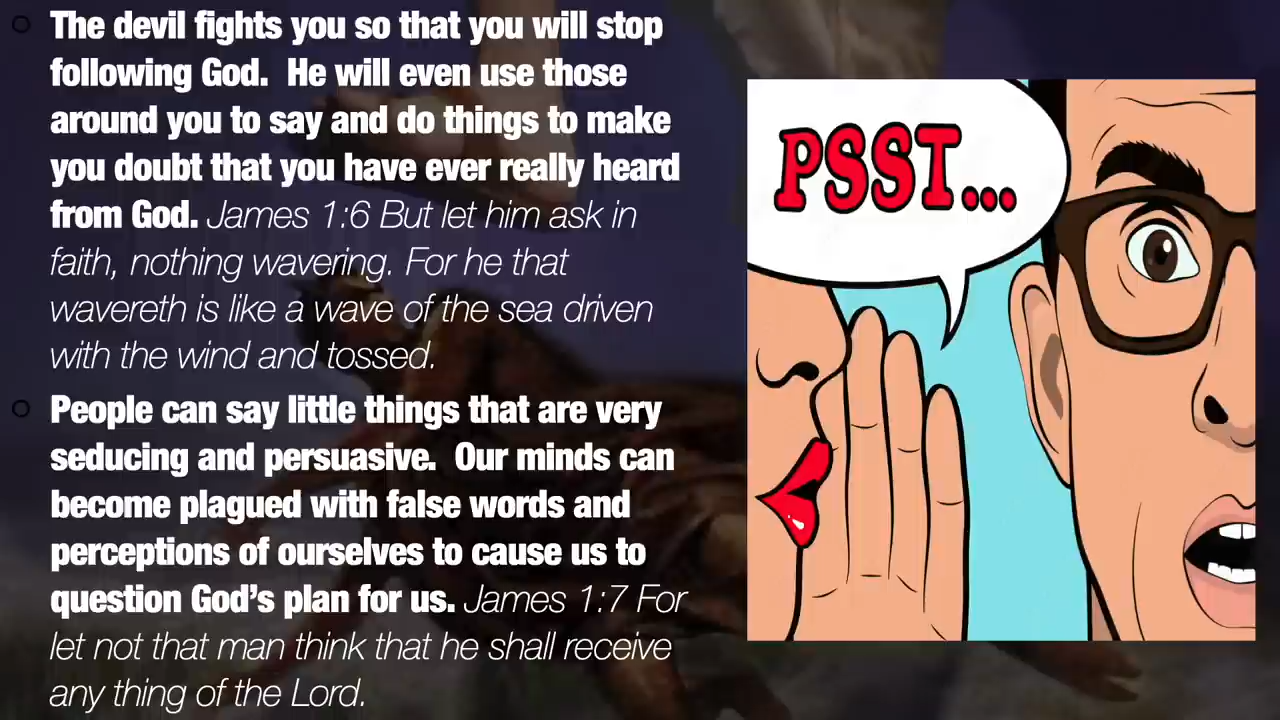 The devil fights you so that you will stop
following God.  He will even use those
around you to say and do things to make
you doubt that you have ever really heard
from God. James 1:6 But let him ask in
faith, nothing wavering. For he that
wavereth is like a wave of the sea driven
with the wind and tossed.
People can say little things that are very
seducing and persuasive.  Our minds can
become plagued with false words and
perceptions of ourselves to cause us to
question God’s plan for us. James 1:7 For
let not that man think that he shall receive
any thing of the Lord.
PSST...